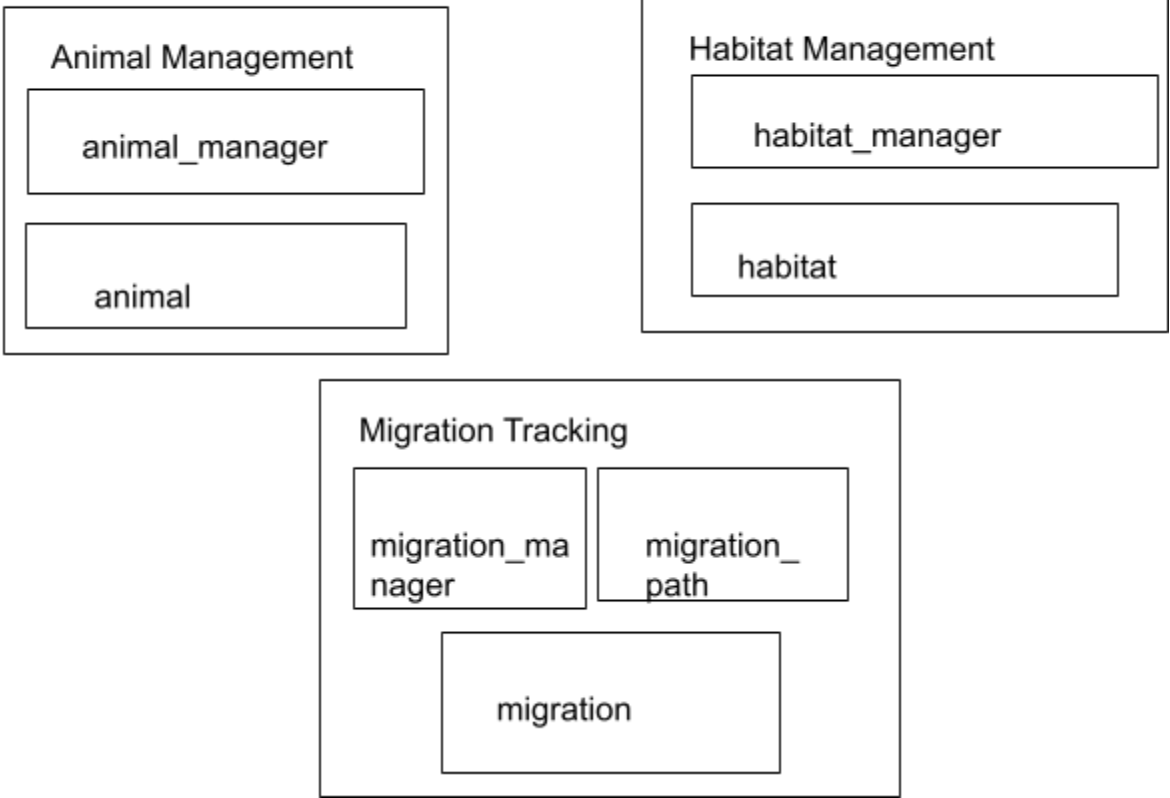 Animal Management
animal_manager
animal
Habitat Management
habitat_manager
habitat
Migration Tracking
migration_ma
nager
migration_
path
migration